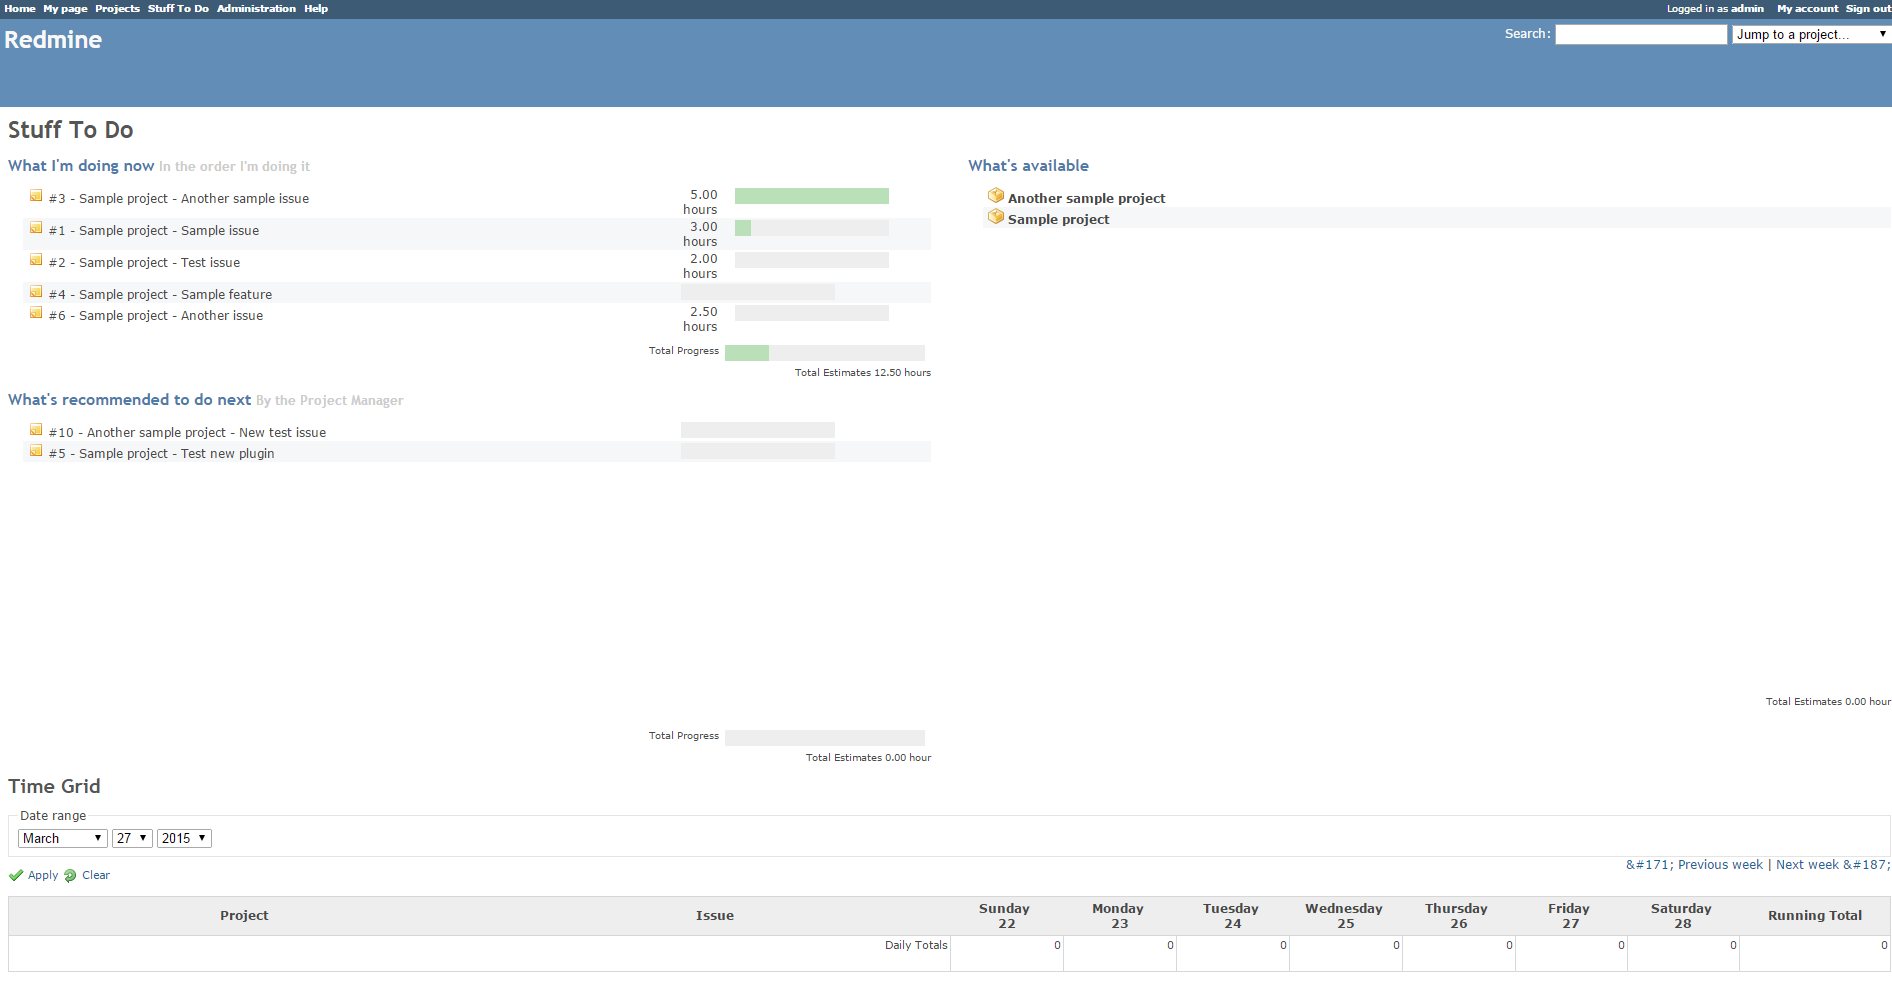 Home My page Projects Stuff To Do Administration Help
Logged in as admin My account Sign out
Redmine
Search: Jump to a project...
Stuff To Do
What I'm doing now In the order I'm doing it
#3 - Sample project - Another sample issue
5.00
hours
#1 - Sample project - Sample issue
3.00
hours
#2 - Sample project - Test issue
2.00
hours
#4 - Sample project - Sample feature
#6 - Sample project - Another issue
2.50
hours
Total Progress
Total Estimates 12.50 hours
What's recommended to do next By the Project Manager
#10 - Another sample project - New test issue
#5 - Sample project - Test new plugin
Total Progress
Total Estimates 0.00 hour
What's available
Another sample project
Sample project
Total Estimates 0.00 hour
Time Grid
Date range
March 27 2015
&#171; Previous week | Next week &#187;
Apply Clear
Project Issue Sunday 22 Monday 23 Tuesday 24 Wednesday 25 Thursday 26 Friday 27 Saturday 28 Running Total
Daily Totals 0 0 0 0 0 0 0 0